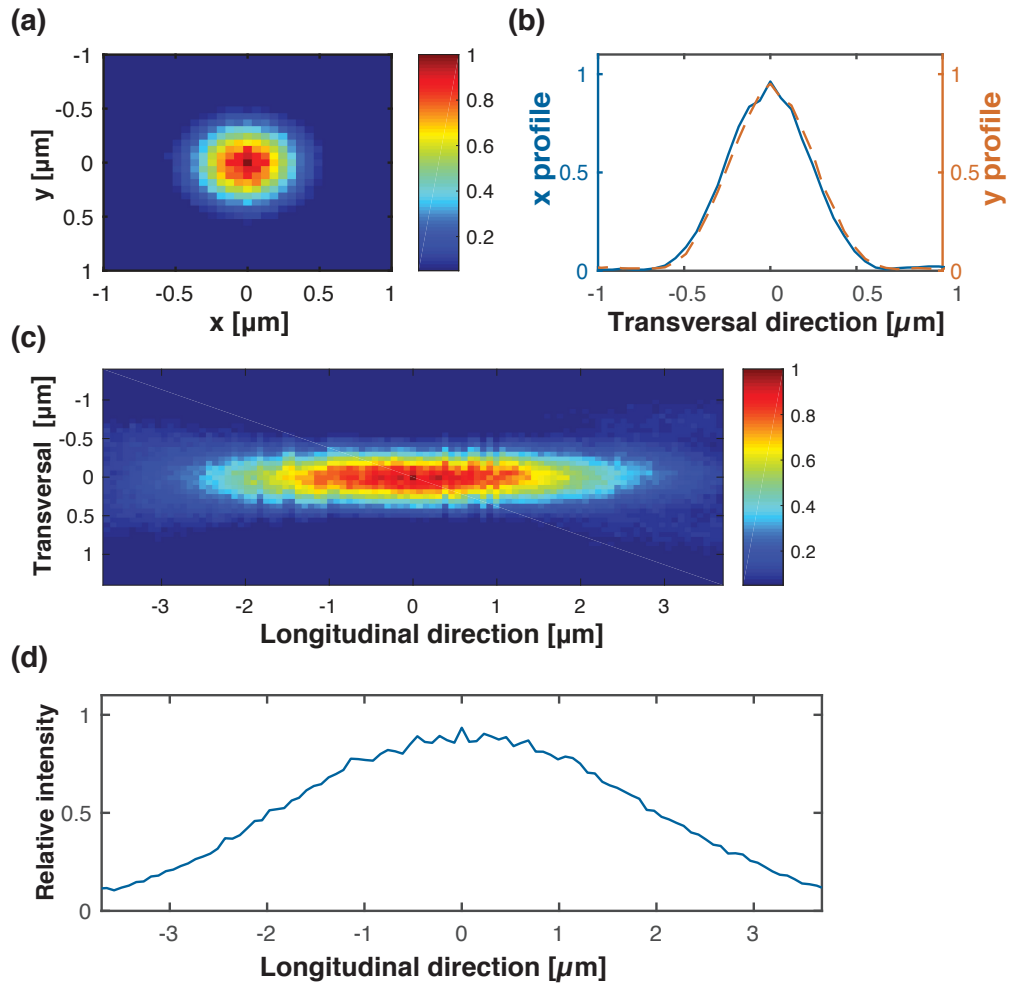 (a)
-1
-0.5
0
0.5
1
y [µm]
-1 -0.5 0 0.5 1
x [µm]
1
0.8
0.6
0.4
0.2
(b)
1
0.5
0
x profile
1
0.5
0
y profile
-1 -0.5 0 0.5 1
Transversal direction [µm]
(c)
-1
-0.5
0
0.5
1
Transversal [µm]
-3 -2 -1 0 1 2 3
Longitudinal direction [µm]
1
0.8
0.6
0.4
0.2
(d)
1
0.5
0
Relative intensity
-3 -2 -1 0 1 2 3
Longitudinal direction [µm]